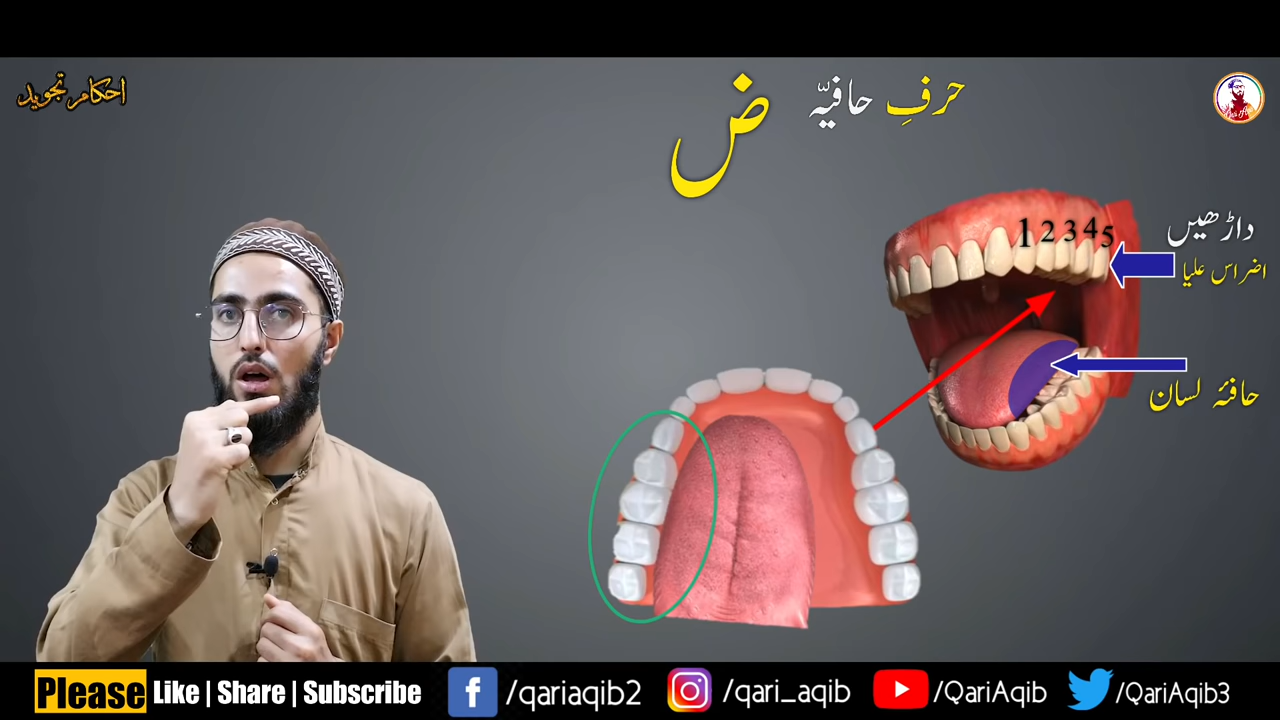 احکام تجوید
حرفِ حافیّہ ض
1 2 3 4 5
داڑھیں
اضراس علیا
حافۂ لسان
Please Like | Share | Subscribe
/qariaqib2
/qari_aqib
/QariAqib
/QariAqib3